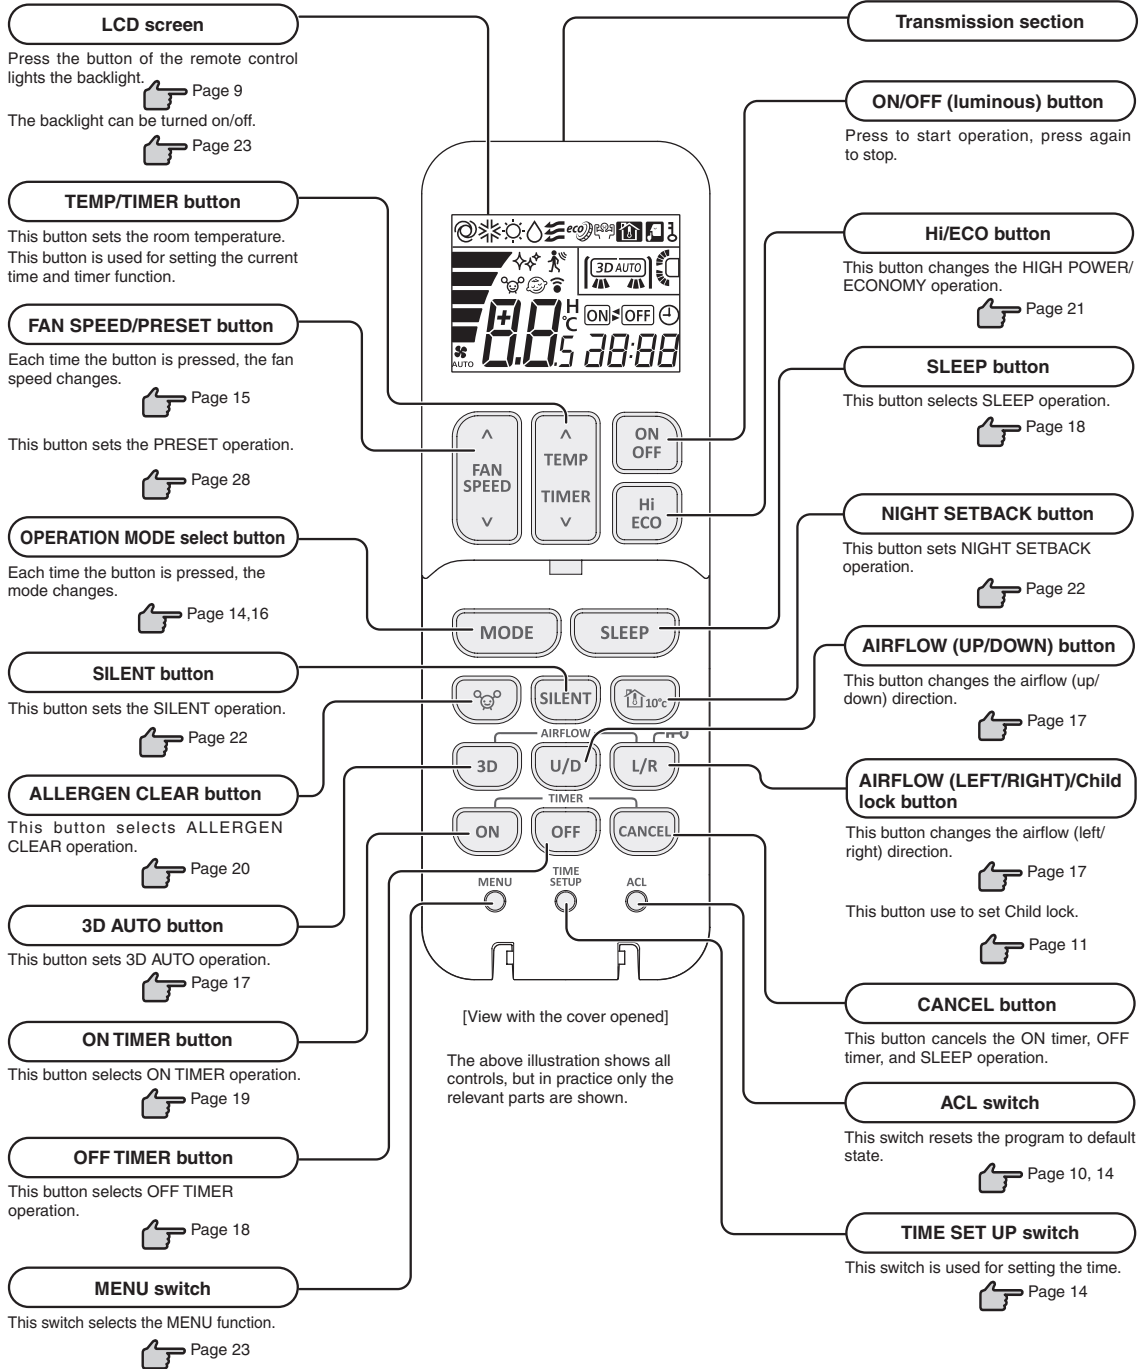 LCD screen
Press the button of the remote control
lights the backlight.
Page 9
The backlight can be turned on/off.
Page 23
TEMP/TIMER button
This button sets the room temperature.
This button is used for setting the current
time and timer function.
FAN SPEED/PRESET button
Each time the button is pressed, the fan
speed changes.
Page 15
This button sets the PRESET operation.
Page 28
OPERATION MODE select button
Each time the button is pressed, the
mode changes.
Page 14,16
SILENT button
This button sets the SILENT operation.
Page 22
ALLERGEN CLEAR button
This button selects ALLERGEN
CLEAR operation.
Page 20
3D AUTO button
This button sets 3D AUTO operation.
Page 17
ON TIMER button
This button selects ON TIMER operation.
Page 19
OFF TIMER button
This button selects OFF TIMER
operation.
Page 18
MENU switch
This switch selects the MENU function.
Page 23
eco
3D AUTO
H
°C
ON
OFF
AUTO
8.8.5
28:88
FAN
SPEED
TEMP
TIMER
ON
OFF
Hi
ECO
MODE
SLEEP
SILENT
10°c
AIRFLOW
3D
U/D
L/R
TIMER
ON
OFF
CANCEL
MENU
TIME
SETUP
ACL
[View with the cover opened]
The above illustration shows all
controls, but in practice only the
relevant parts are shown.
Transmission section
ON/OFF (luminous) button
Press to start operation, press again
to stop.
Hi/ECO button
This button changes the HIGH POWER/
ECONOMY operation.
Page 21
SLEEP button
This button selects SLEEP operation.
Page 18
NIGHT SETBACK button
This button sets NIGHT SETBACK
operation.
Page 22
AIRFLOW (UP/DOWN) button
This button changes the airflow (up/
down) direction.
Page 17
AIRFLOW (LEFT/RIGHT)/Child
lock button
This button changes the airflow (left/
right) direction.
Page 17
This button use to set Child lock.
Page 11
CANCEL button
This button cancels the ON timer, OFF
timer, and SLEEP operation.
ACL switch
This switch resets the program to default
state.
Page 10, 14
TIME SET UP switch
This switch is used for setting the time.
Page 14